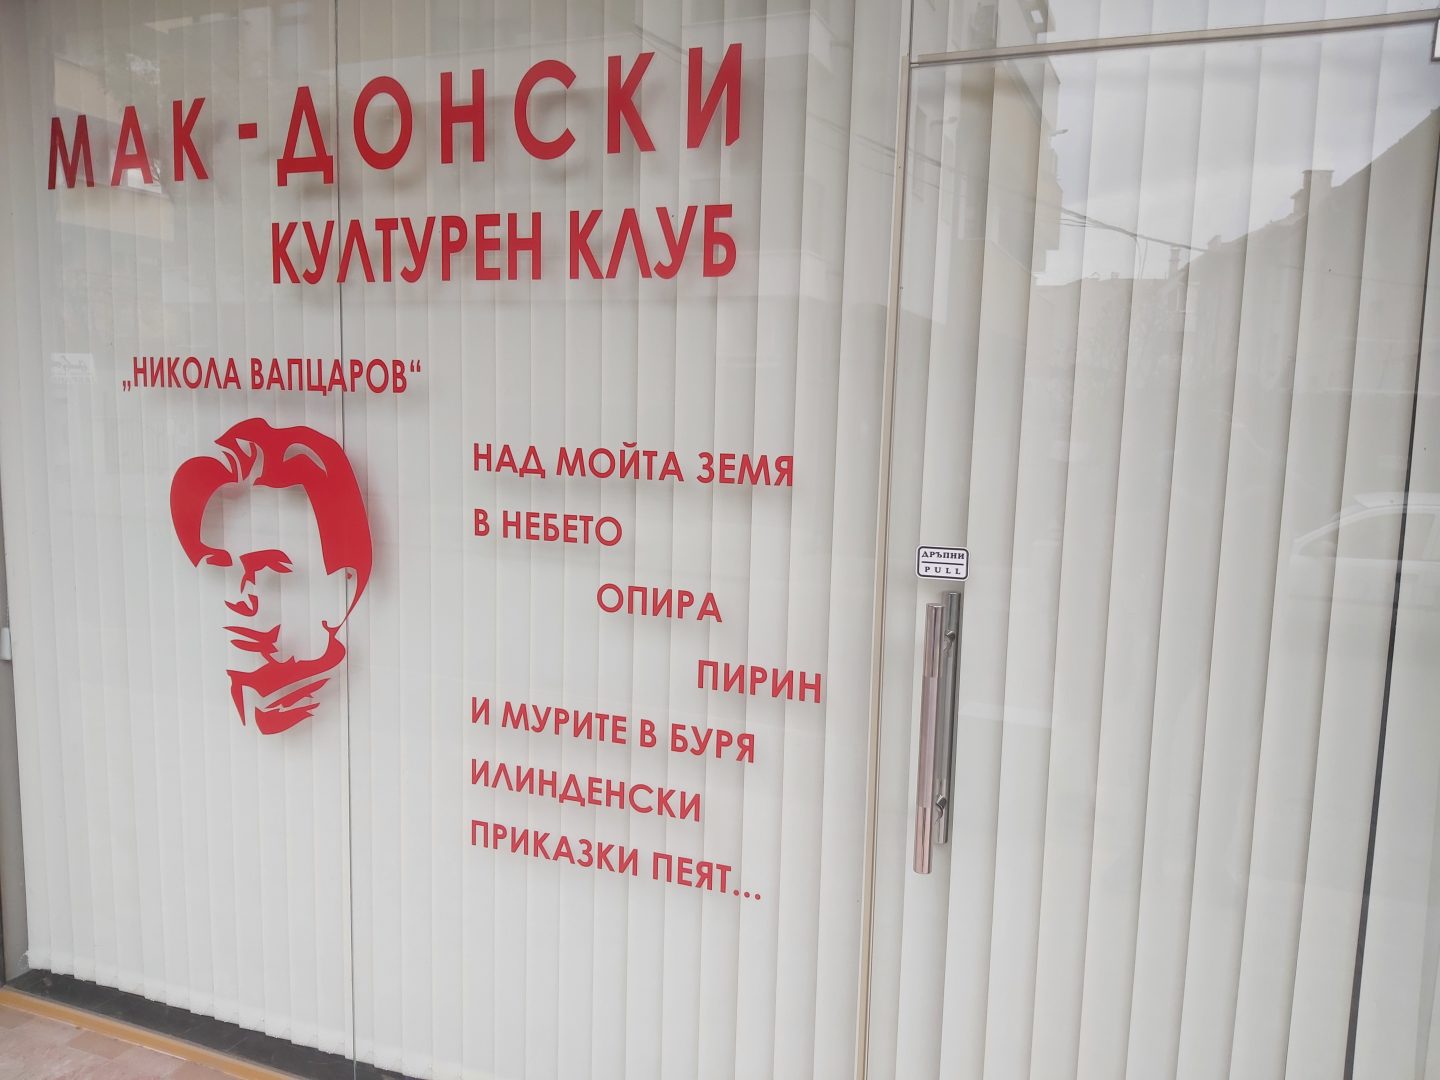 МАК-ДОНСКИ
КУЛТУРЕН КЛУБ
„НИКОЛА ВАПЦАРОВ“
НАД МОЙТА ЗЕМЯ
В НЕБЕТО
ОПИРА
ПИРИН
И МУРИТЕ В БУРЯ
ИЛИНДЕНСКИ
ПРИКАЗКИ ПЕЯТ...
ДРЪПНИ
PULL